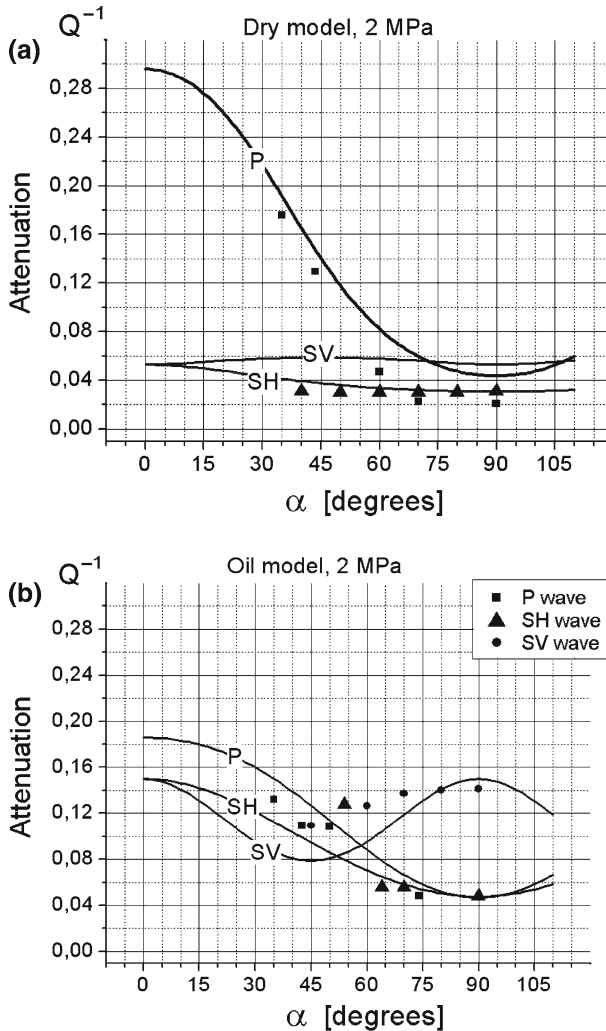 (a)
Q⁻¹
Dry model, 2 MPa
0,28
0,24
0,20
0,16
0,12
0,08
0,04
0,00
Attenuation
P
SV
SH
0 15 30 45 60 75 90 105
α [degrees]
(b)
Q⁻¹
Oil model, 2 MPa
P wave
SH wave
SV wave
0,28
0,24
0,20
0,16
0,12
0,08
0,04
0,00
Attenuation
P
SH
SV
0 15 30 45 60 75 90 105
α [degrees]